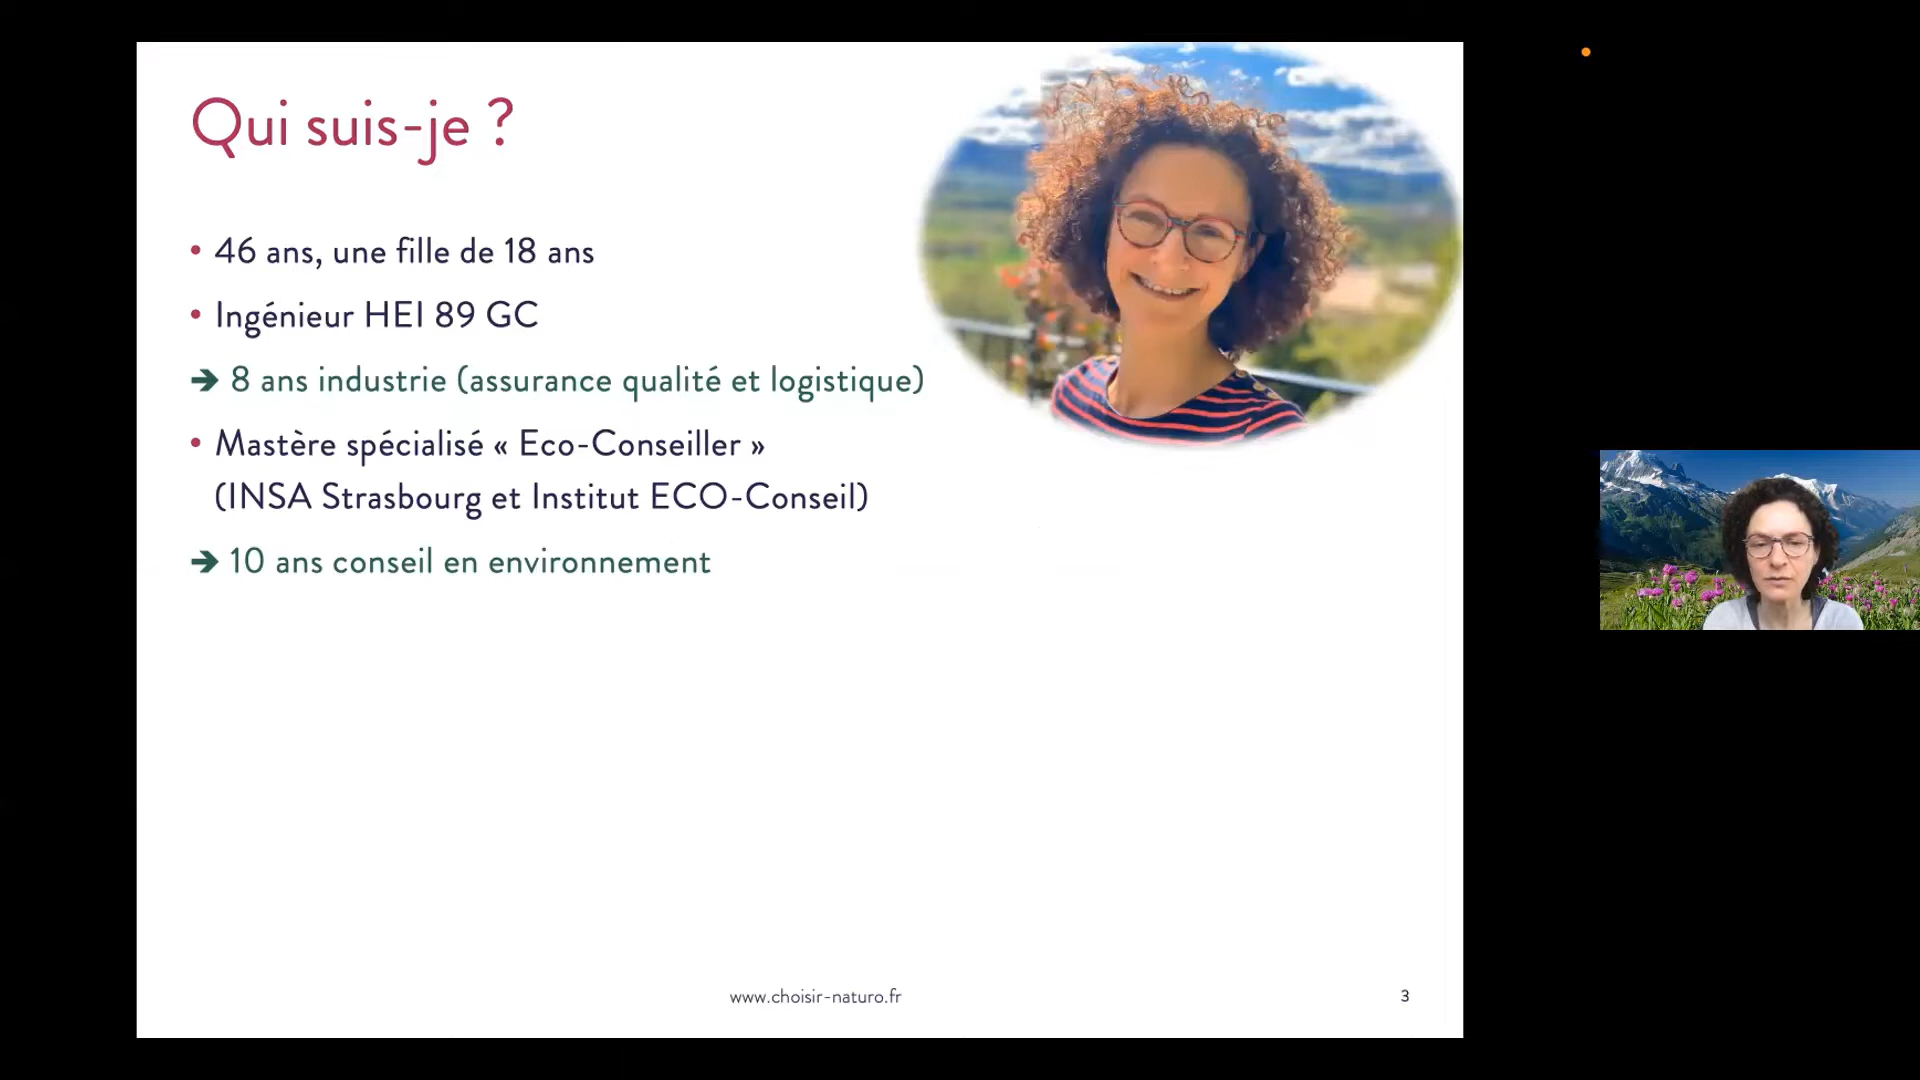 Qui suis-je ?
• 46 ans, une fille de 18 ans
• Ingénieur HEI 89 GC
➔ 8 ans industrie (assurance qualité et logistique)
• Mastère spécialisé « Eco-Conseiller »
(INSA Strasbourg et Institut ECO-Conseil)
➔ 10 ans conseil en environnement
www.choisir-naturo.fr
3